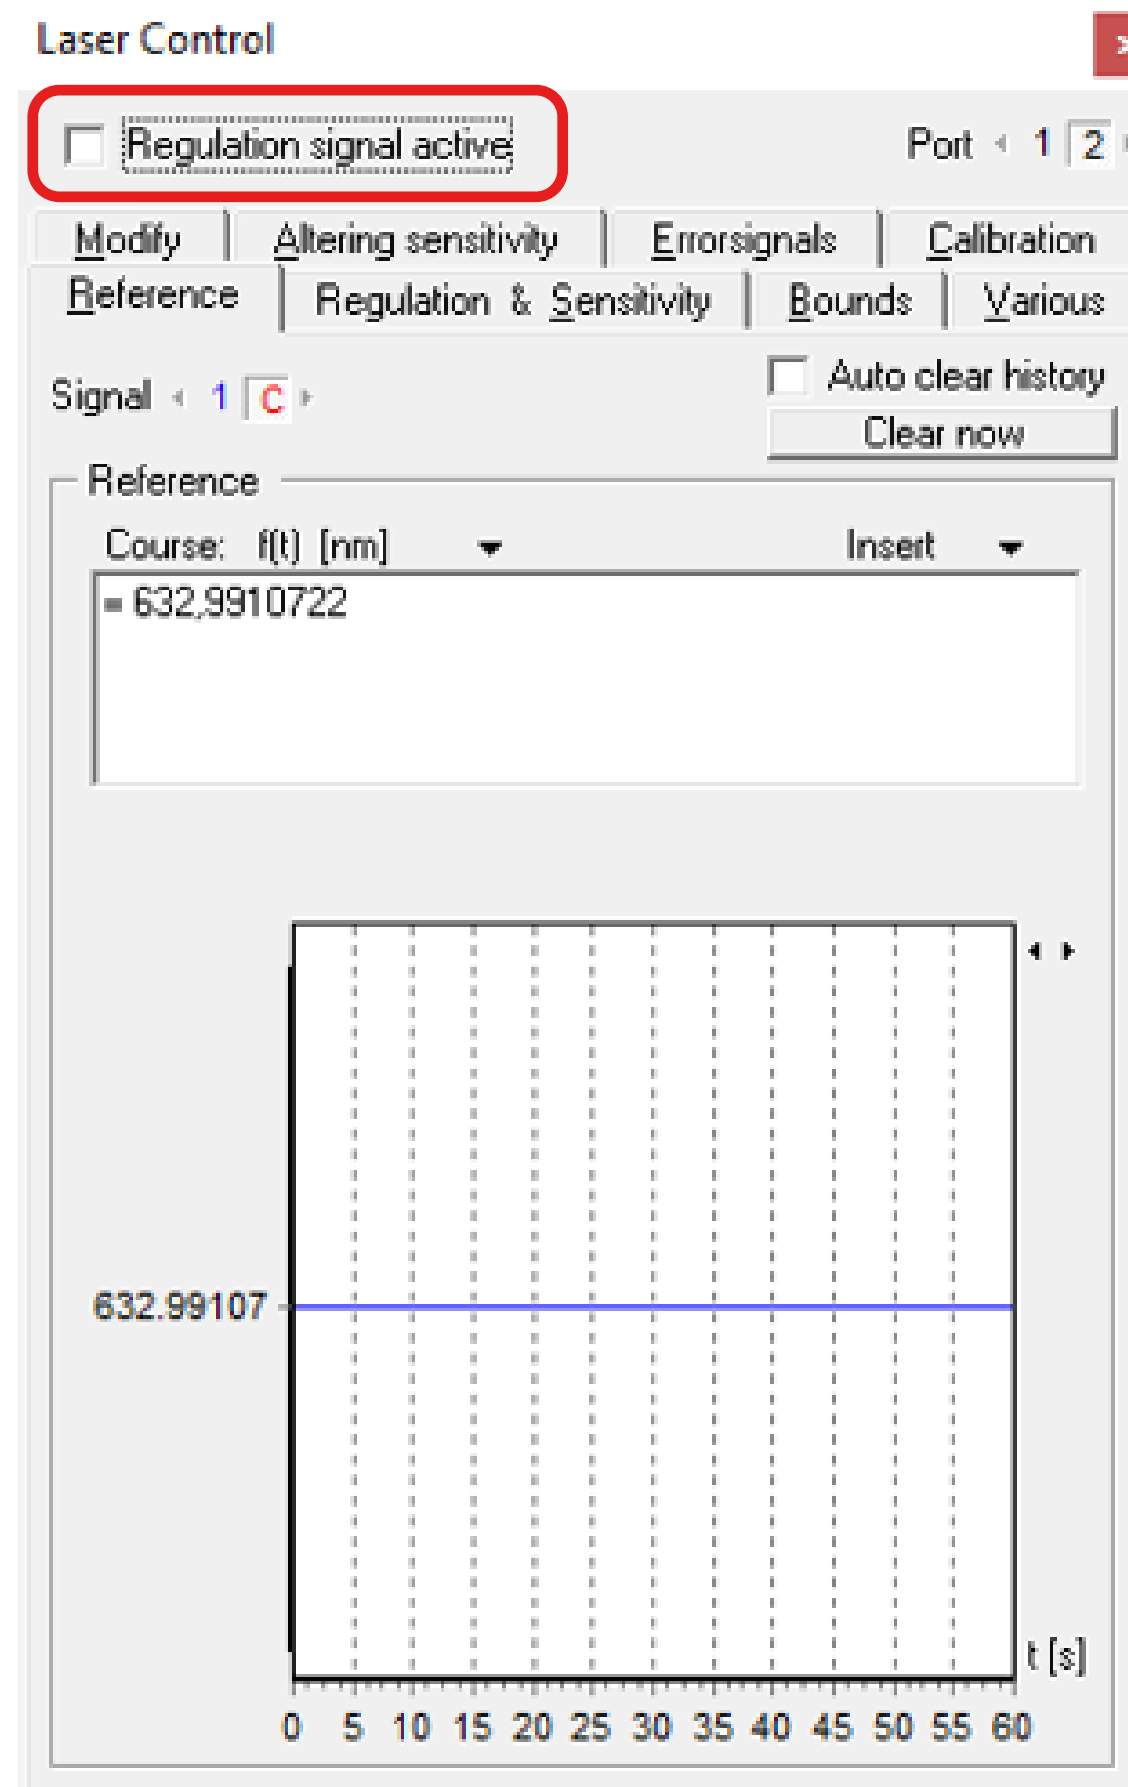 Laser Control
Regulation signal active
Port 1 2
Modify Altering sensitivity Errorsignals Calibration
Reference Regulation & Sensitivity Bounds Various
Signal 1 C
Auto clear history
Clear now
Reference
Course: f(t) [nm] Insert
= 632,9910722
632.99107
t [s]
0 5 10 15 20 25 30 35 40 45 50 55 60